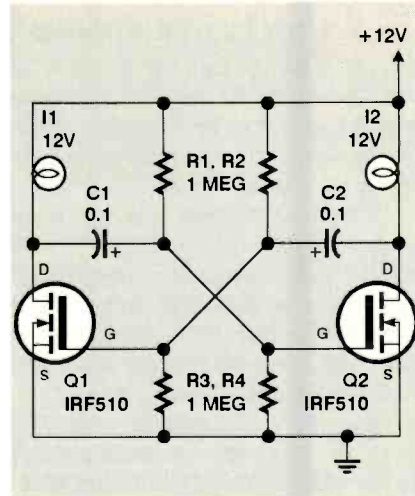 +12V
I1
12V
I2
12V
R1, R2
1 MEG
C1
0.1
+
C2
0.1
+
D
D
G
G
S
S
Q1
IRF510
R3, R4
1 MEG
Q2
IRF510